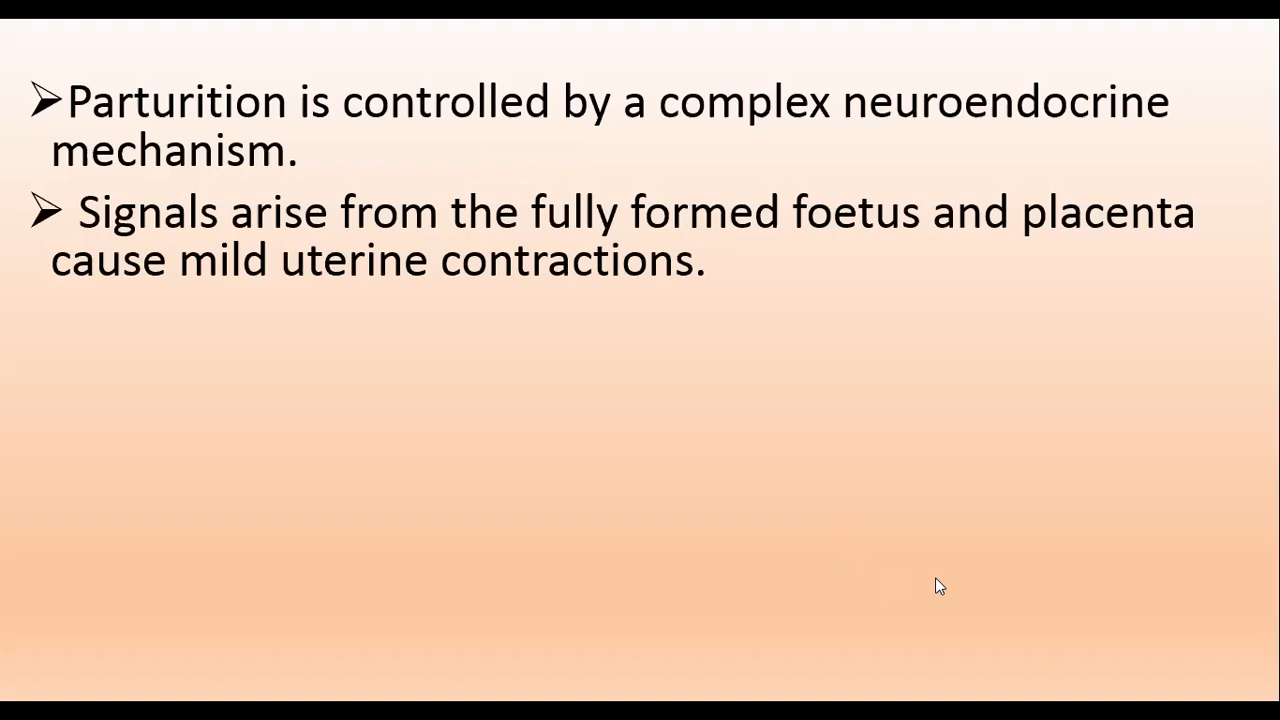 ➢Parturition is controlled by a complex neuroendocrine
mechanism.
➢ Signals arise from the fully formed foetus and placenta
cause mild uterine contractions.